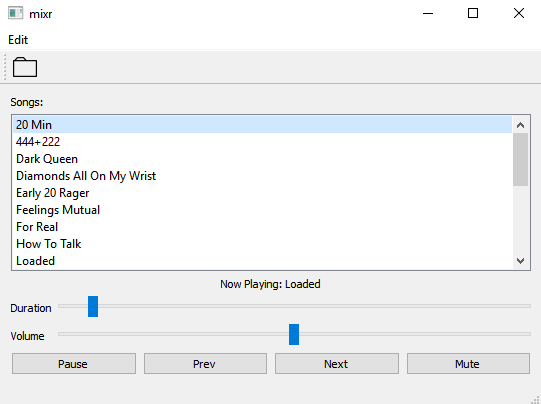 mixr
Edit
Songs:
20 Min
444+222
Dark Queen
Diamonds All On My Wrist
Early 20 Rager
Feelings Mutual
For Real
How To Talk
Loaded
Now Playing: Loaded
Duration
Volume
Pause Prev Next Mute